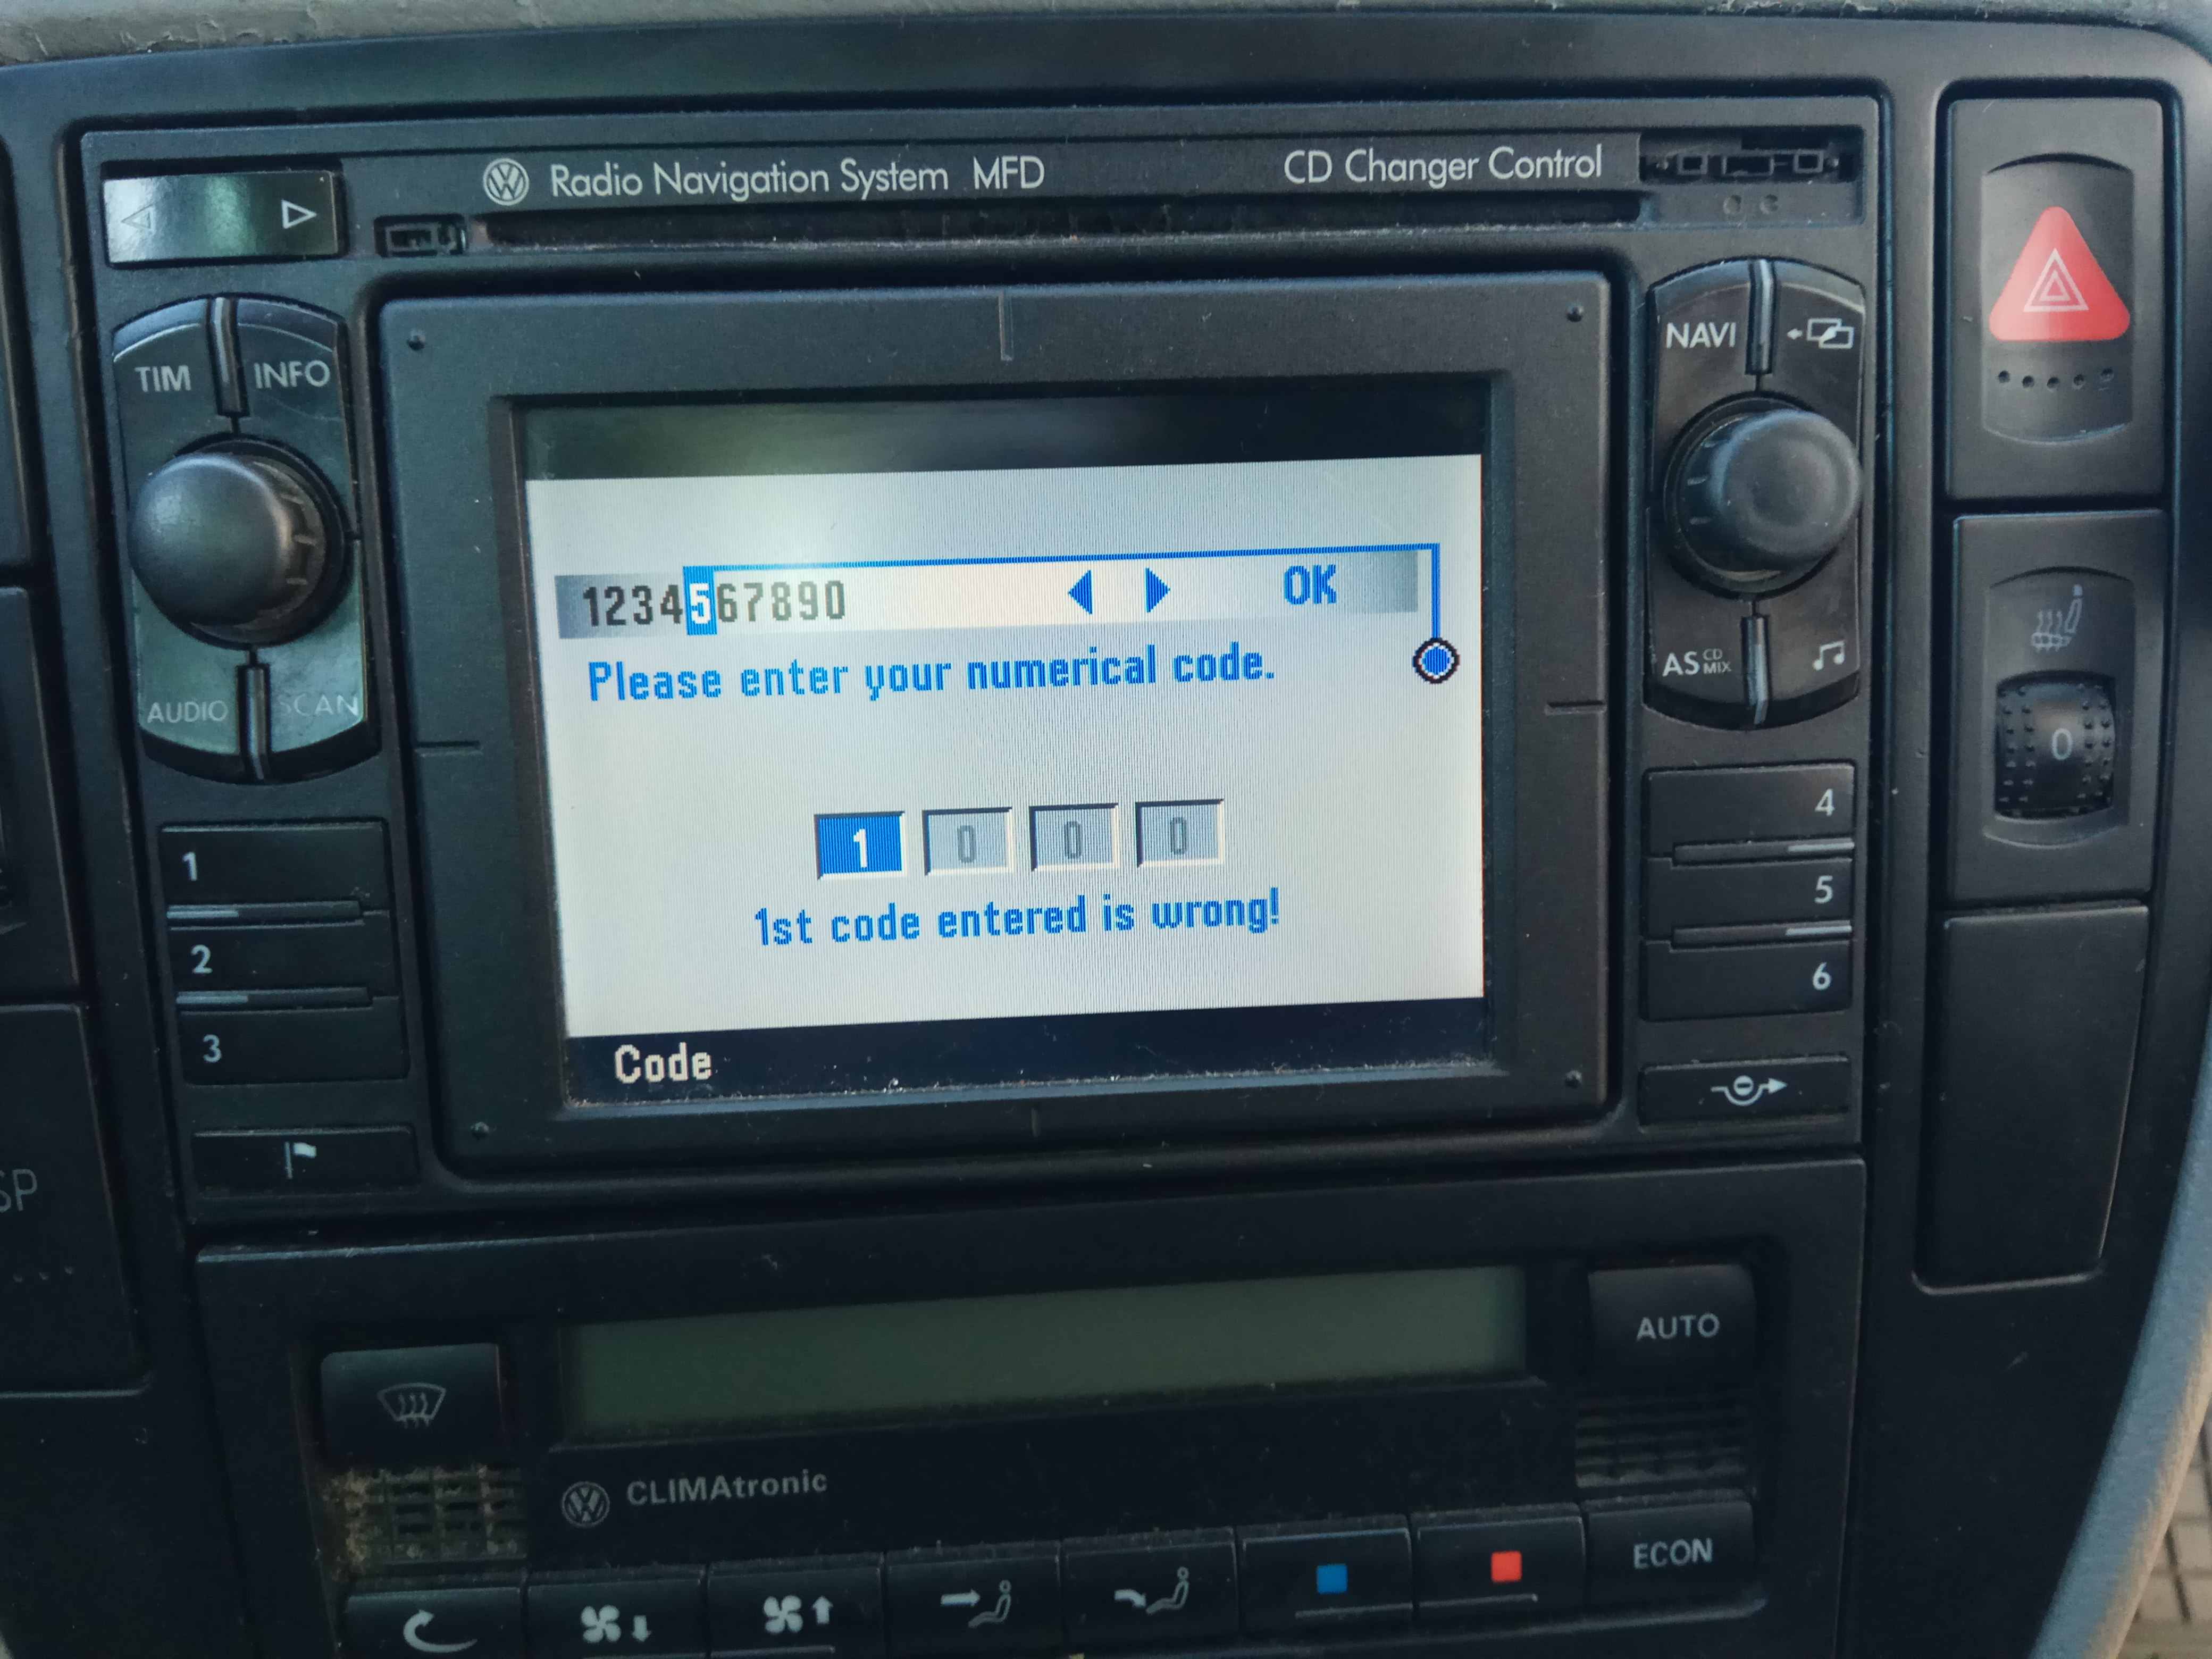 Radio Navigation System MFD
CD Changer Control
TIM INFO
NAVI
1234567890 OK
Please enter your numerical code.
AUDIO SCAN
AS CD MIX
0
1 0 0 0
1st code entered is wrong!
1
2
3
4
5
6
Code
SP
AUTO
CLIMAtronic
ECON